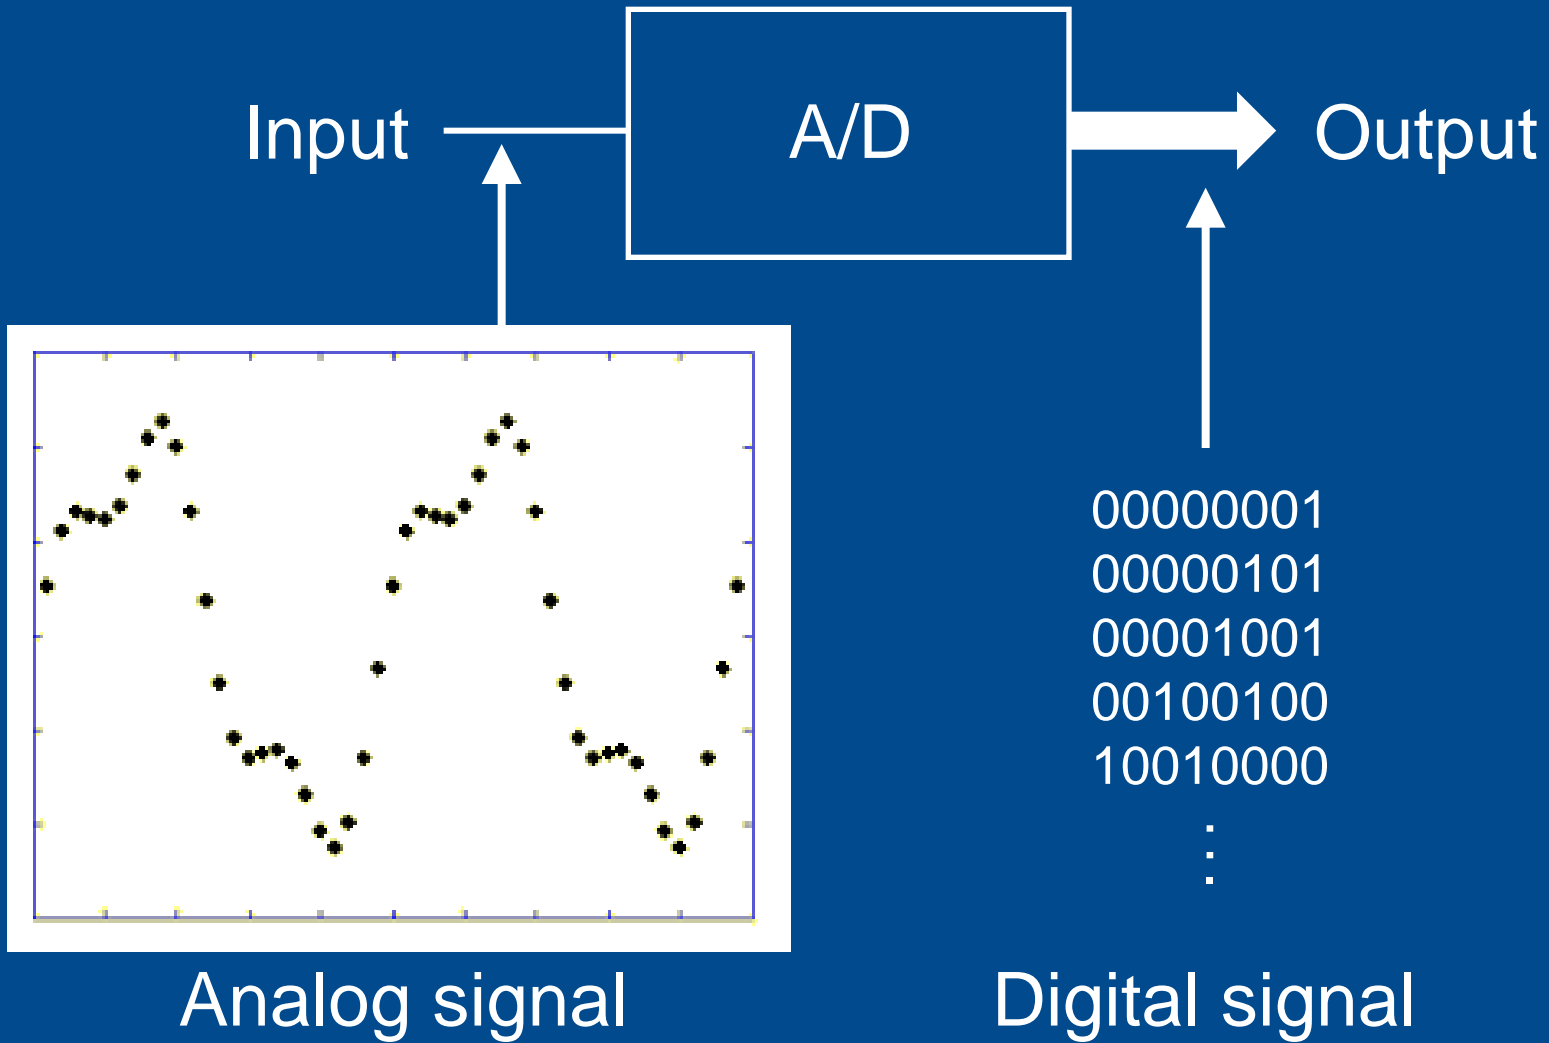 Input
A/D
Output
00000001
00000101
00001001
00100100
10010000
Analog signal
Digital signal